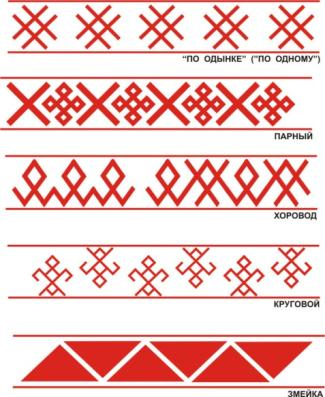 “ПО ОДЫНКЕ” (“ПО ОДНОМУ”)
ПАРНЫЙ
ХОРОВОД
КРУГОВОЙ
ЗМЕЙКА